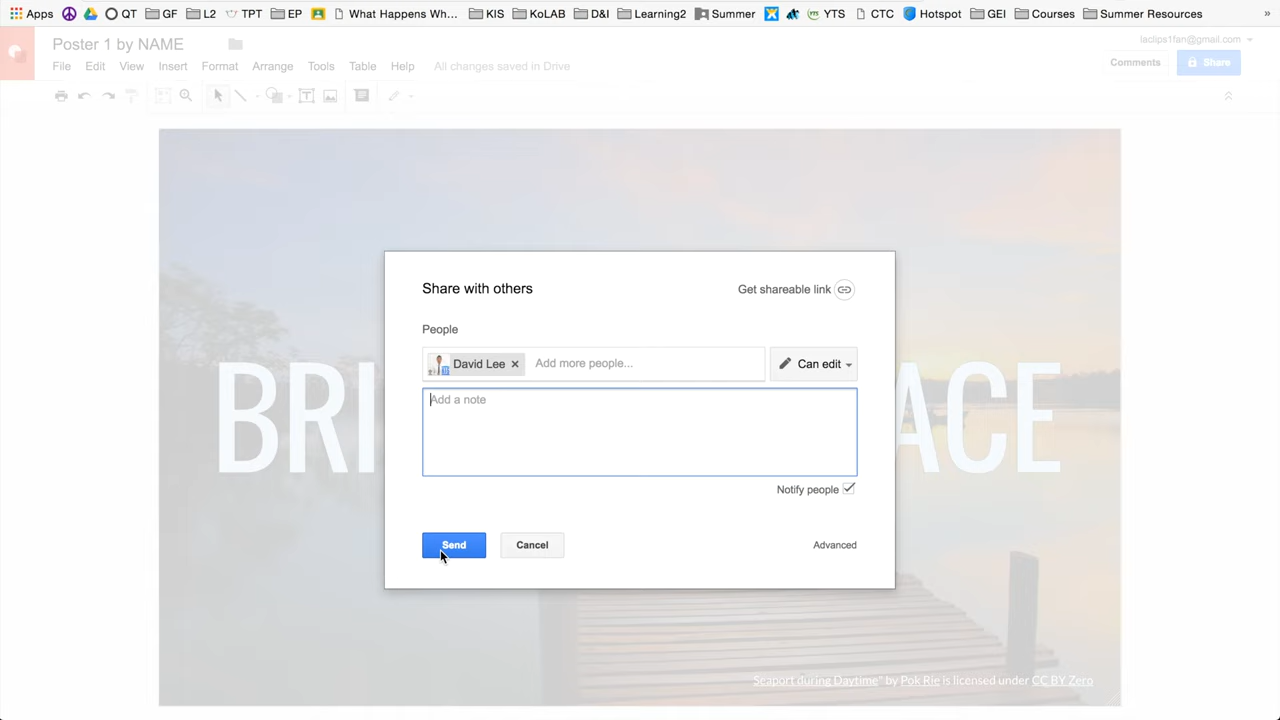 Apps QT GF L2 TPT EP What Happens Wh... KIS KoLAB D&I Learning2 Summer YTS CTC Hotspot GEI Courses Summer Resources »
Poster 1 by NAME
laclips1fan@gmail.com
File Edit View Insert Format Arrange Tools Table Help All changes saved in Drive
Comments Share
Share with others
Get shareable link
People
David Lee × Add more people... Can edit
Add a note
BRI ACE
Notify people
Send Cancel Advanced
Seaport during Daytime" by Pok Rie is licensed under CC BY Zero